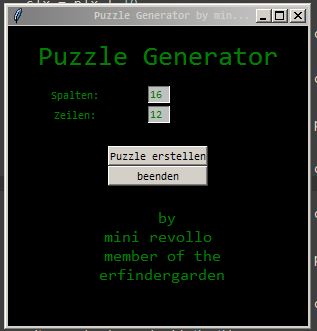 Puzzle Generator by min...
Puzzle Generator
Spalten: 16
Zeilen: 12
Puzzle erstellen
beenden
by
mini revollo
member of the
erfindergarden